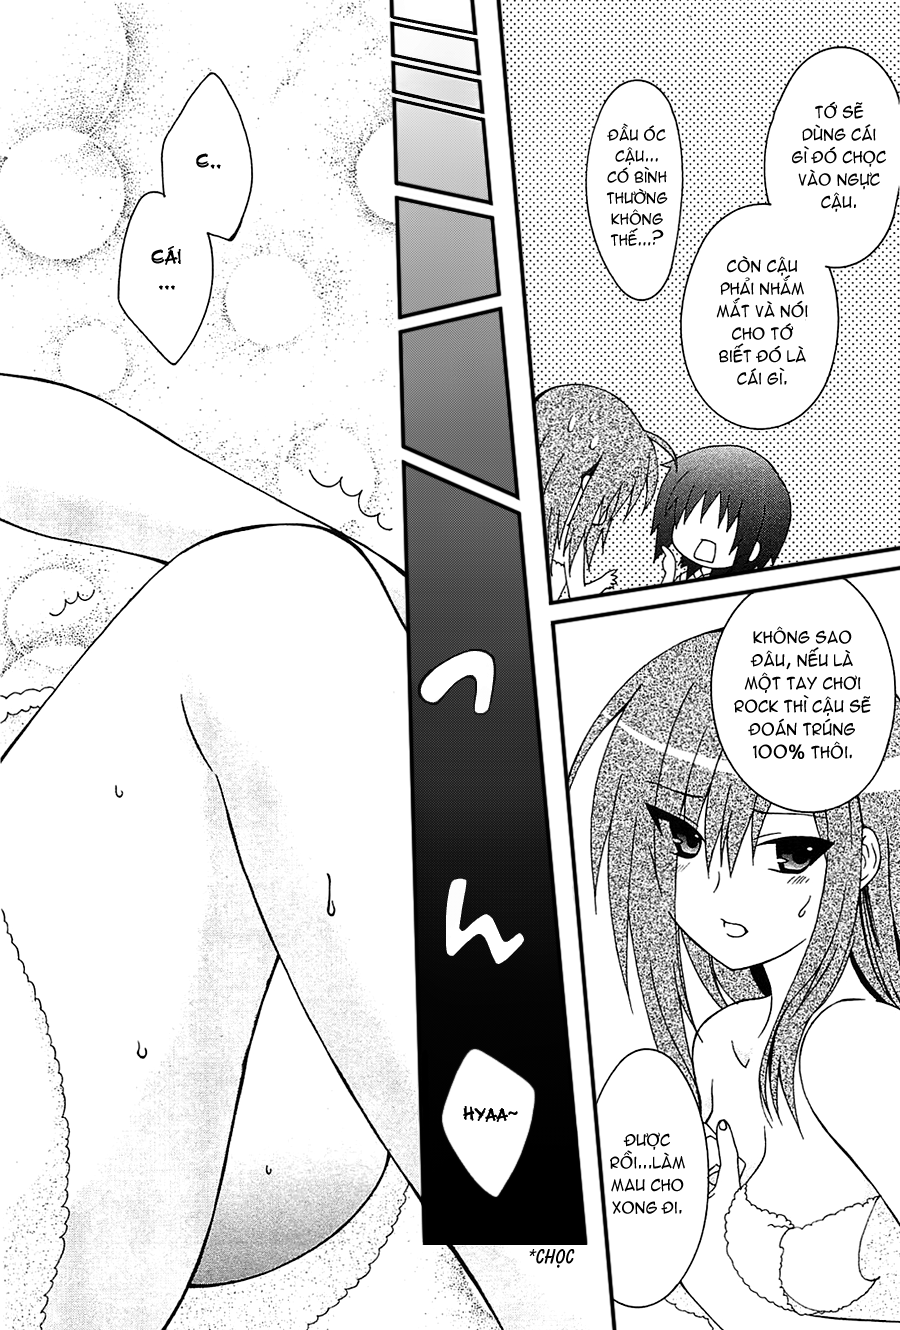 TỚ SẼ
DÙNG CÁI
GÌ ĐÓ CHỌC
VÀO NGỰC
CẬU.
CÒN CẬU
PHẢI NHẮM
MẮT VÀ NÓI
CHO TỚ
BIẾT ĐÓ LÀ
CÁI GÌ.
ĐẦU ÓC
CẬU...
CÓ BÌNH
THƯỜNG
KHÔNG
THẾ...?
KHÔNG SAO
ĐÂU, NẾU LÀ
MỘT TAY CHƠI
ROCK THÌ CẬU SẼ
ĐOÁN TRÚNG
100% THÔI.
ĐƯỢC
RỒI...LÀM
MAU CHO
XONG ĐI.
つ
ん
HYAA~
*CHỌC
C..
CÁI
...